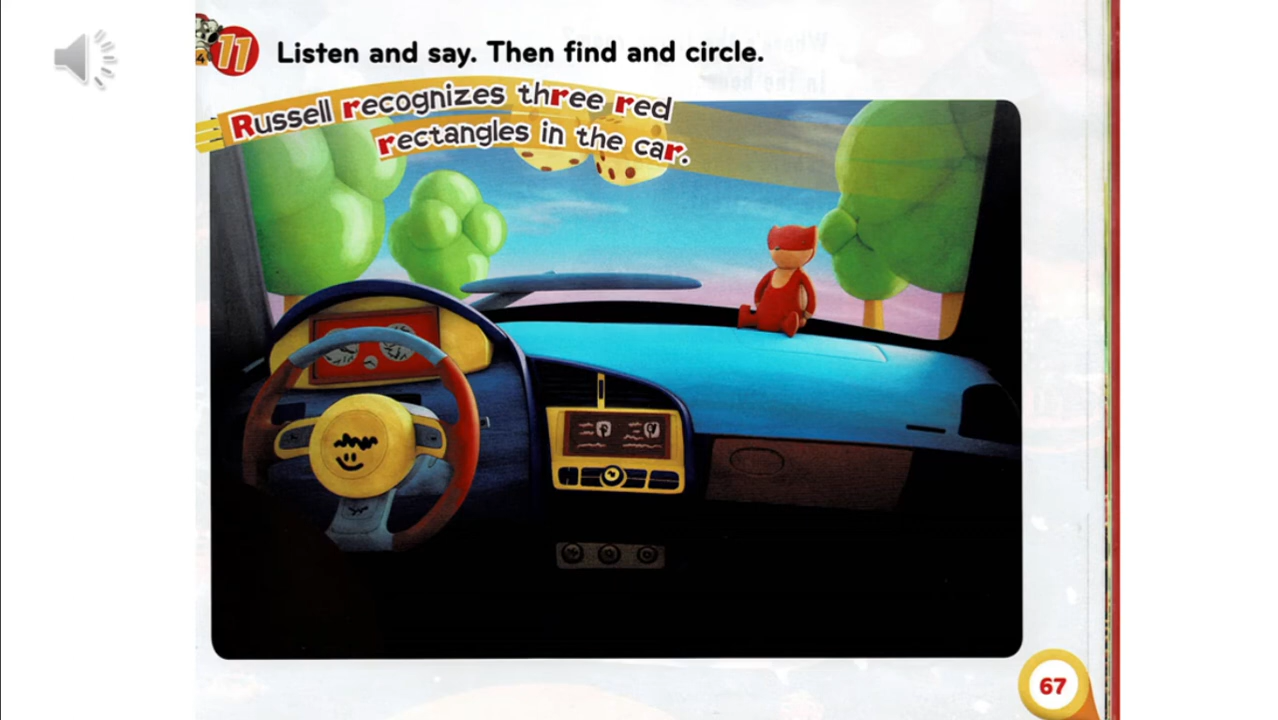 11 Listen and say. Then find and circle.
Russell recognizes three red
rectangles in the car.
67